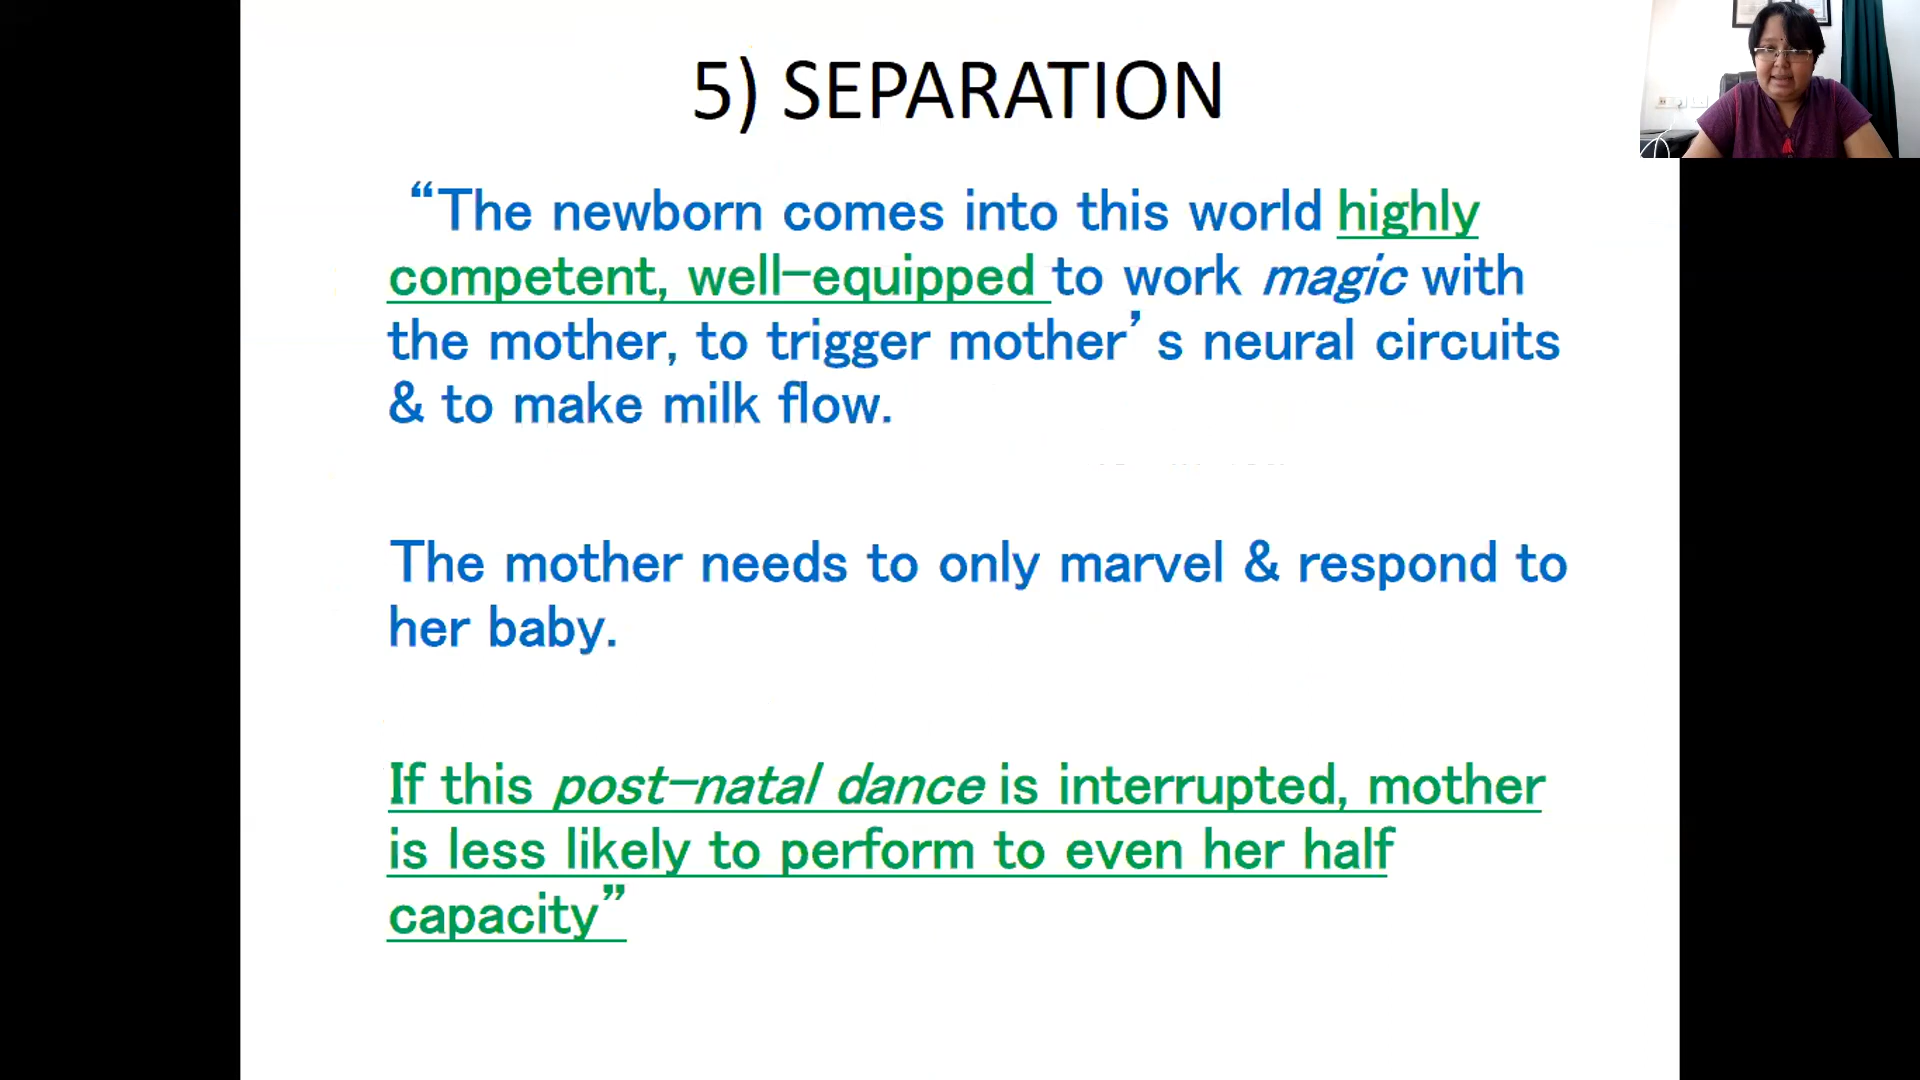 5) SEPARATION
“The newborn comes into this world highly
competent, well-equipped to work magic with
the mother, to trigger mother’s neural circuits
& to make milk flow.
The mother needs to only marvel & respond to
her baby.
If this post-natal dance is interrupted, mother
is less likely to perform to even her half
capacity”